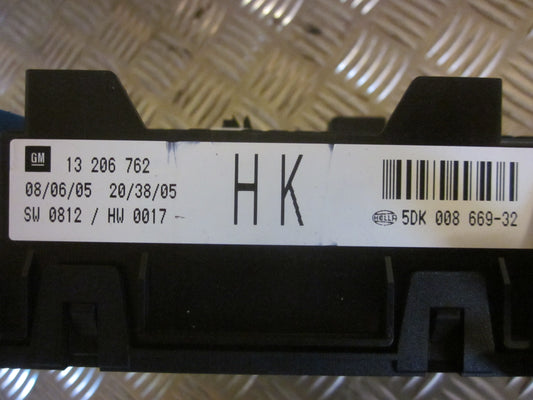 GM 13 206 762
08/06/05 20/38/05
SW 0812 / HW 0017
HK
HELLA 5DK 008 669-32